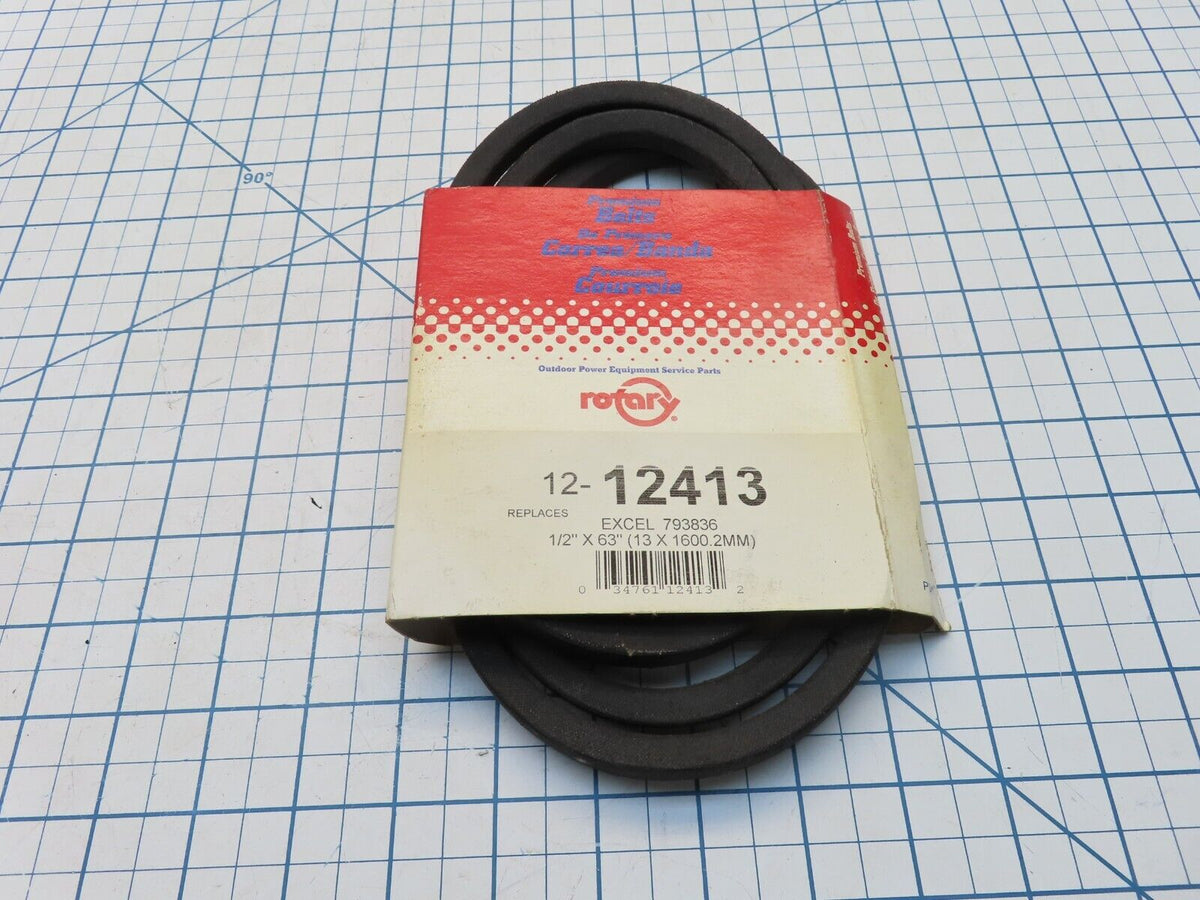 90°
Premium
Belts
De Primera
Correa/Banda
Premium
Courroie
Outdoor Power Equipment Service Parts
rotary®
12- 12413
REPLACES
EXCEL 793836
1/2" X 63" (13 X 1600.2MM)
0 34761 12413 2